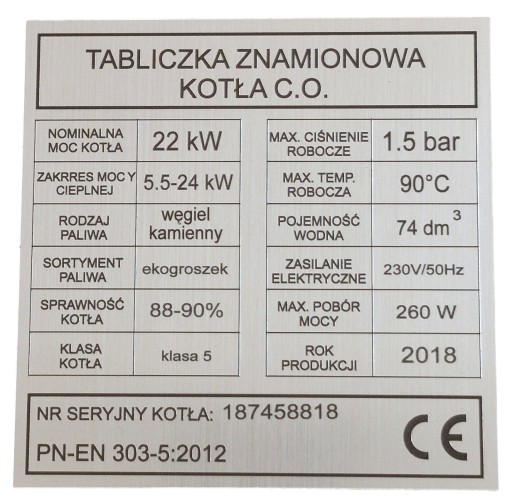 TABLICZKA ZNAMIONOWA
KOTŁA C.O.
NOMINALNA
MOC KOTŁA
22 kW
ZAKRRES MOCY
CIEPLNEJ
5.5-24 kW
RODZAJ
PALIWA
węgiel
kamienny
SORTYMENT
PALIWA
ekogroszek
SPRAWNOŚĆ
KOTŁA
88-90%
KLASA
KOTŁA
klasa 5
MAX. CIŚNIENIE
ROBOCZE
1.5 bar
MAX. TEMP.
ROBOCZA
90°C
POJEMNOŚĆ
WODNA
74 dm³
ZASILANIE
ELEKTRYCZNE
230V/50Hz
MAX. POBÓR
MOCY
260 W
ROK
PRODUKCJI
2018
NR SERYJNY KOTŁA: 187458818
PN-EN 303-5:2012
CE